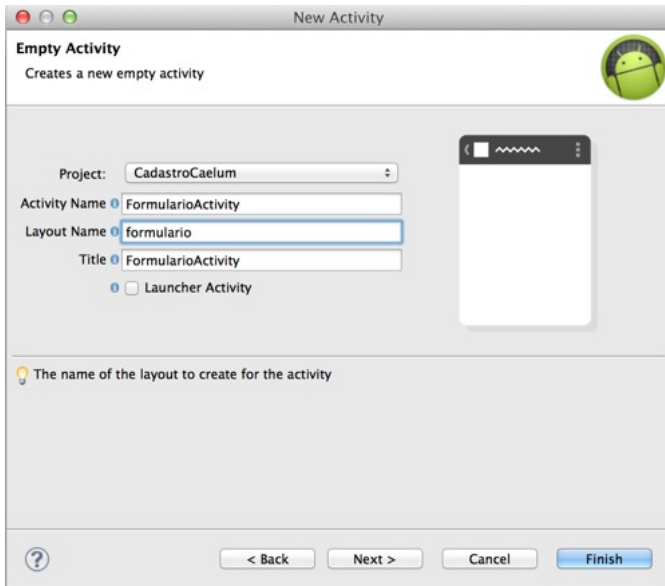 New Activity
Empty Activity
Creates a new empty activity
Project: CadastroCaelum
Activity Name FormularioActivity
Layout Name formulario
Title FormularioActivity
Launcher Activity
The name of the layout to create for the activity
? < Back Next > Cancel Finish